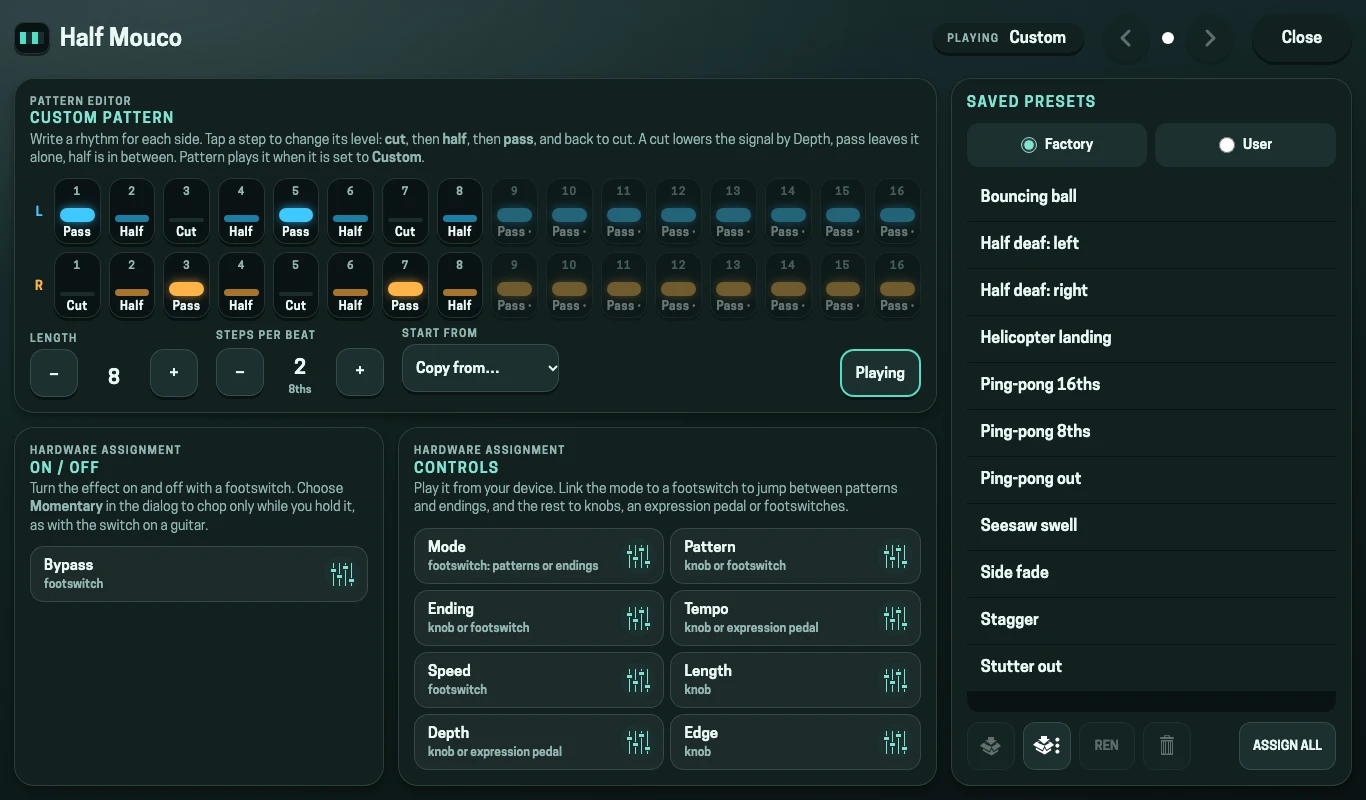 Half Mouco
PLAYING Custom
Close
PATTERN EDITOR
CUSTOM PATTERN
Write a rhythm for each side. Tap a step to change its level: cut, then half, then pass, and back to cut. A cut lowers the signal by Depth, pass leaves it
alone, half is in between. Pattern plays it when it is set to Custom.
1 2 3 4 5 6 7 8 9 10 11 12 13 14 15 16
L
Pass Half Cut Half Pass Half Cut Half Pass · Pass · Pass · Pass · Pass · Pass · Pass · Pass ·
1 2 3 4 5 6 7 8 9 10 11 12 13 14 15 16
R
Cut Half Pass Half Cut Half Pass Half Pass · Pass · Pass · Pass · Pass · Pass · Pass · Pass ·
LENGTH
− 8 +
STEPS PER BEAT
− 2 +
8ths
START FROM
Copy from...
Playing
HARDWARE ASSIGNMENT
ON / OFF
Turn the effect on and off with a footswitch. Choose
Momentary in the dialog to chop only while you hold it,
as with the switch on a guitar.
Bypass
footswitch
HARDWARE ASSIGNMENT
CONTROLS
Play it from your device. Link the mode to a footswitch to jump between patterns
and endings, and the rest to knobs, an expression pedal or footswitches.
Mode
footswitch: patterns or endings
Pattern
knob or footswitch
Ending
knob or footswitch
Tempo
knob or expression pedal
Speed
footswitch
Length
knob
Depth
knob or expression pedal
Edge
knob
SAVED PRESETS
Factory
User
Bouncing ball
Half deaf: left
Half deaf: right
Helicopter landing
Ping-pong 16ths
Ping-pong 8ths
Ping-pong out
Seesaw swell
Side fade
Stagger
Stutter out
REN
ASSIGN ALL